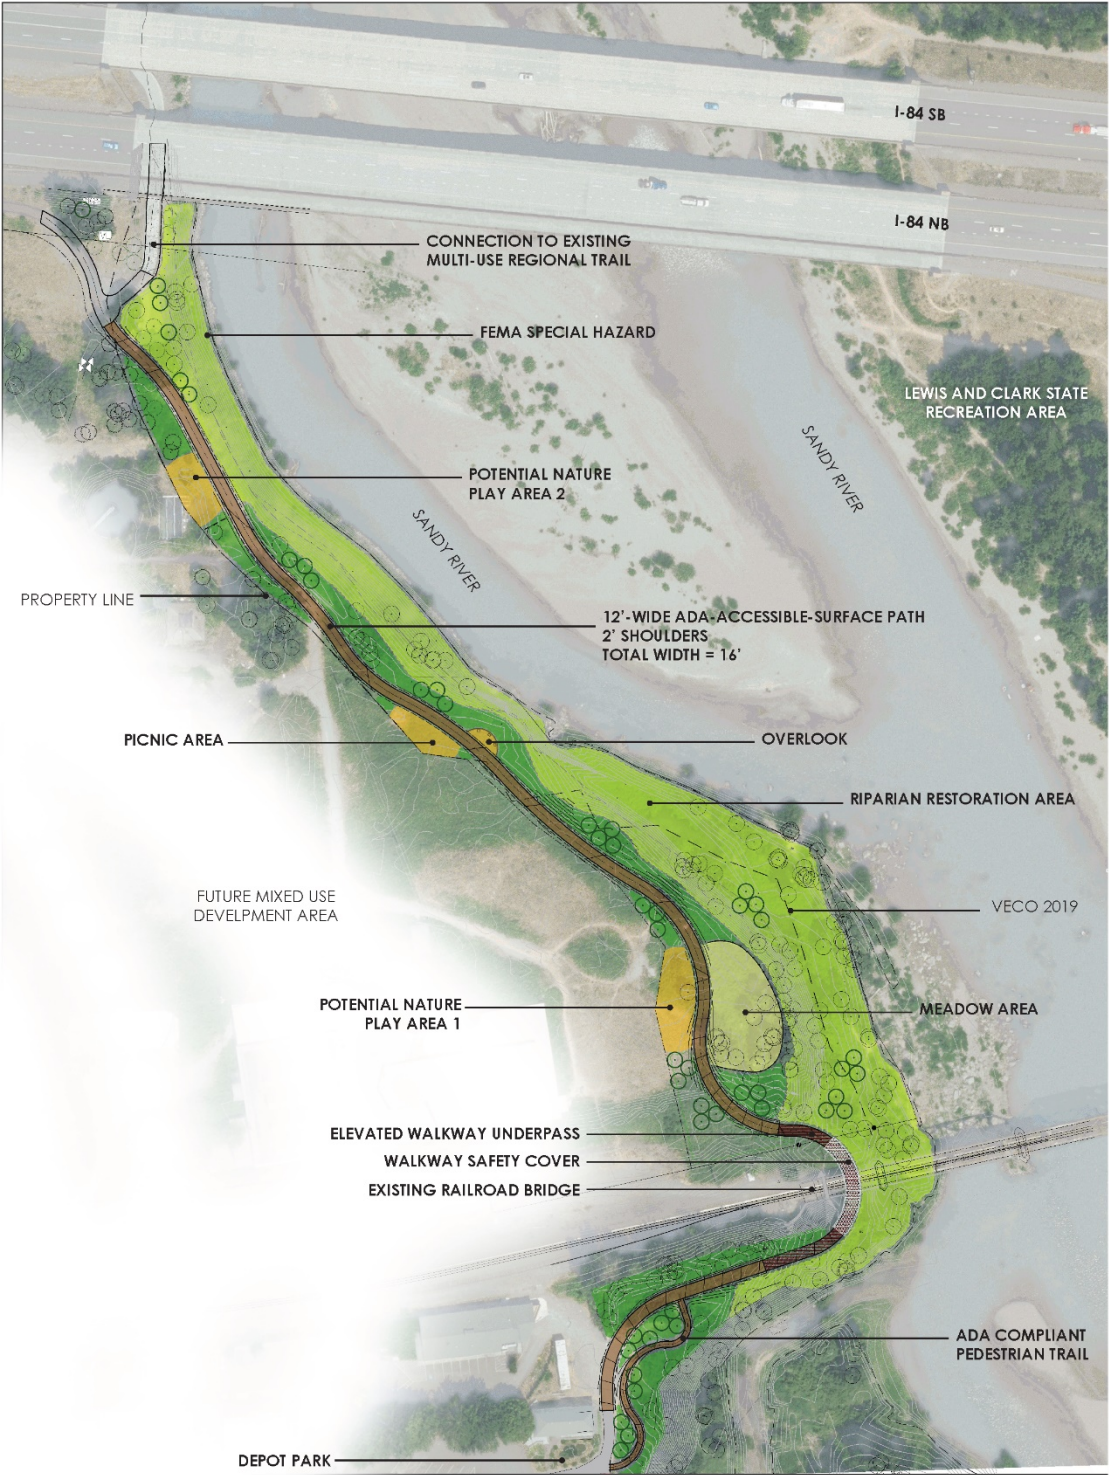 I-84 SB
I-84 NB
CONNECTION TO EXISTING
MULTI-USE REGIONAL TRAIL
FEMA SPECIAL HAZARD
LEWIS AND CLARK STATE
RECREATION AREA
SANDY RIVER
POTENTIAL NATURE
PLAY AREA 2
SANDY RIVER
PROPERTY LINE
12'-WIDE ADA-ACCESSIBLE-SURFACE PATH
2' SHOULDERS
TOTAL WIDTH = 16'
PICNIC AREA
OVERLOOK
RIPARIAN RESTORATION AREA
FUTURE MIXED USE
DEVELPMENT AREA
VECO 2019
POTENTIAL NATURE
PLAY AREA 1
MEADOW AREA
ELEVATED WALKWAY UNDERPASS
WALKWAY SAFETY COVER
EXISTING RAILROAD BRIDGE
ADA COMPLIANT
PEDESTRIAN TRAIL
DEPOT PARK